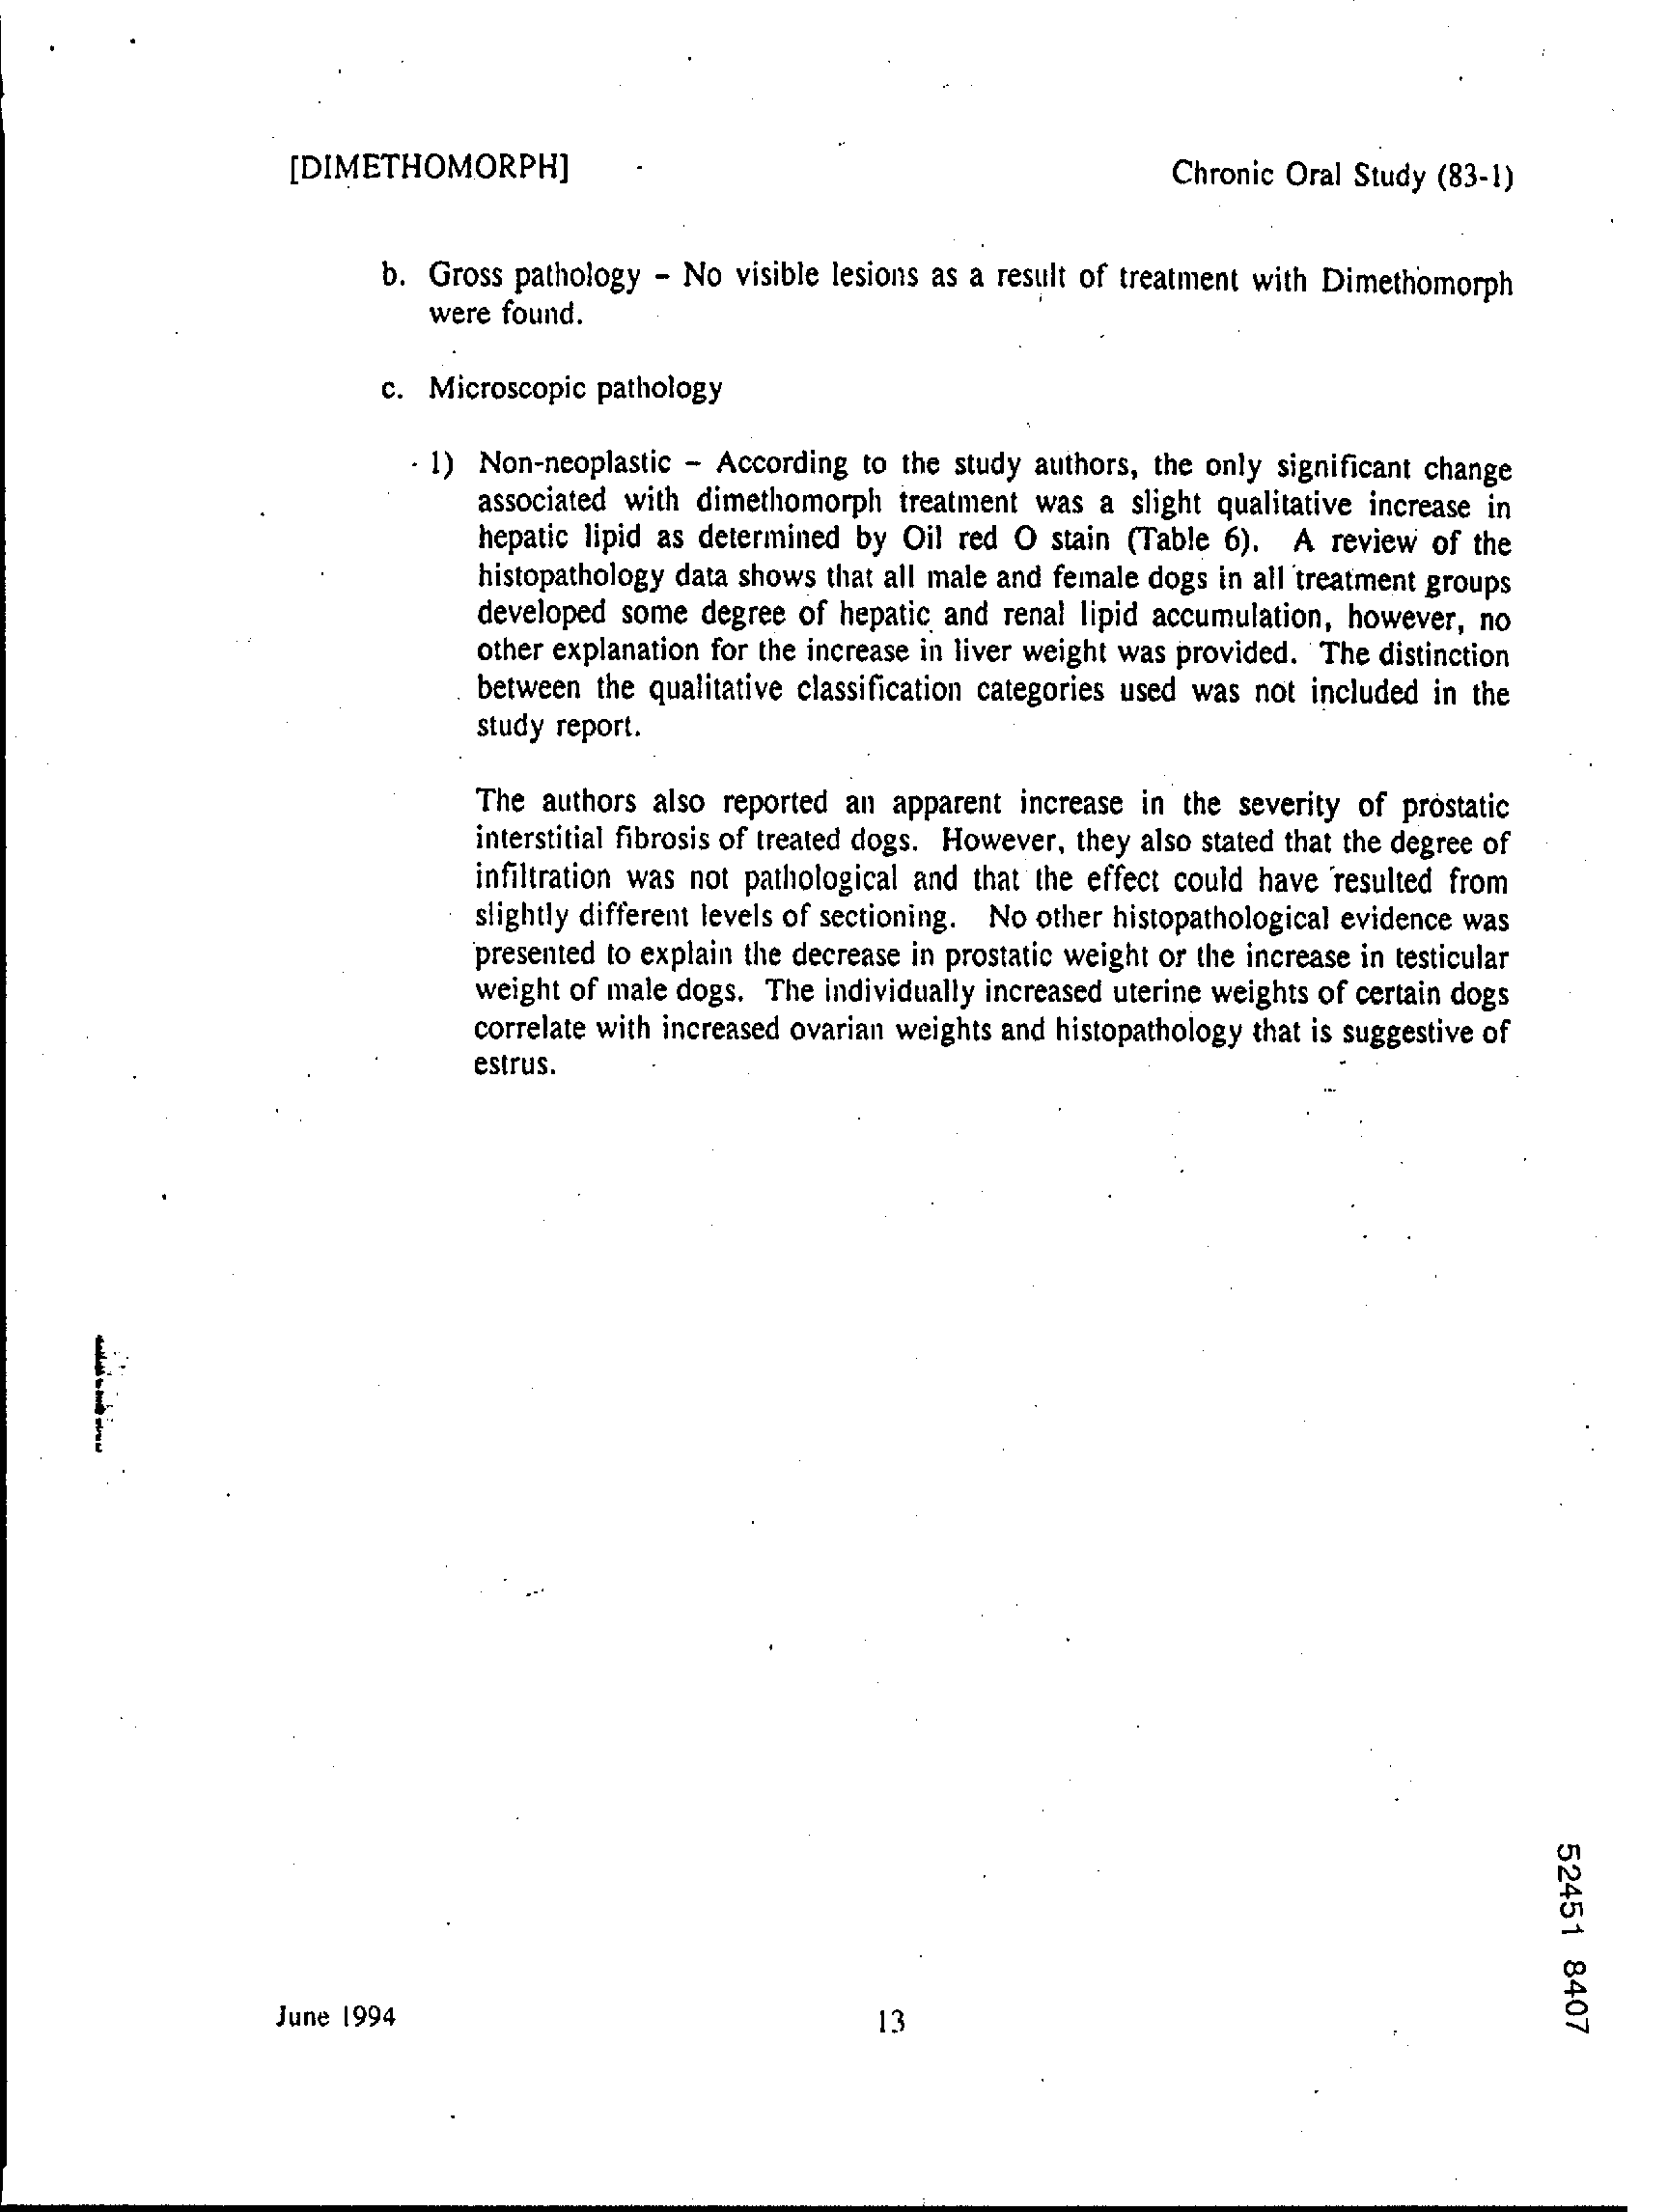 [DIMETHOMORPH]
Chronic Oral Study (83-1)
b. Gross pathology - No visible lesions as a result of treatment with Dimethomorph
were found.
c. Microscopic pathology
1) Non-neoplastic - According to the study authors, the only significant change
associated with dimethomorph treatment was a slight qualitative increase in
hepatic lipid as determined by Oil red O stain (Table 6). A review of the
histopathology data shows that all male and female dogs in all treatment groups
developed some degree of hepatic and renal lipid accumulation, however, no
other explanation for the increase in liver weight was provided. The distinction
between the qualitative classification categories used was not included in the
study report.
The authors also reported an apparent increase in the severity of prostatic
interstitial fibrosis of treated dogs. However, they also stated that the degree of
infiltration was not pathological and that the effect could have resulted from
slightly different levels of sectioning. No other histopathological evidence was
presented to explain the decrease in prostatic weight or the increase in testicular
weight of male dogs. The individually increased uterine weights of certain dogs
correlate with increased ovarian weights and histopathology that is suggestive of
estrus.
52451 8407
June 1994
13